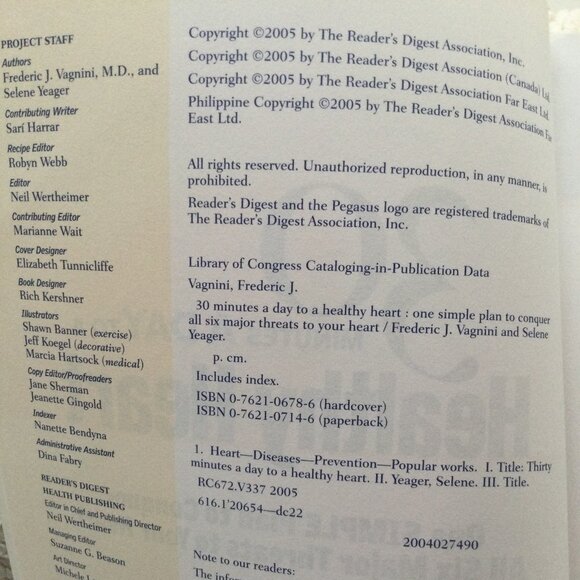 PROJECT STAFF
Authors
Frederic J. Vagnini, M.D., and
Selene Yeager
Contributing Writer
Sarí Harrar
Recipe Editor
Robyn Webb
Editor
Neil Wertheimer
Contributing Editor
Marianne Wait
Cover Designer
Elizabeth Tunnicliffe
Book Designer
Rich Kershner
Illustrators
Shawn Banner (exercise)
Jeff Koegel (decorative)
Marcia Hartsock (medical)
Copy Editor/Proofreaders
Jane Sherman
Jeanette Gingold
Indexer
Nanette Bendyna
Administrative Assistant
Dina Fabry
READER'S DIGEST
HEALTH PUBLISHING
Editor in Chief and Publishing Director
Neil Wertheimer
Managing Editor
Suzanne G. Beason
Art Director
Michele
Copyright ©2005 by The Reader's Digest Association, Inc.
Copyright ©2005 by The Reader's Digest Association (Canada) Ltd.
Copyright ©2005 by The Reader's Digest Association Far East Ltd.
Philippine Copyright ©2005 by The Reader's Digest Association Far
East Ltd.
All rights reserved. Unauthorized reproduction, in any manner, is
prohibited.
Reader's Digest and the Pegasus logo are registered trademarks of
The Reader's Digest Association, Inc.
Library of Congress Cataloging-in-Publication Data
Vagnini, Frederic J.
30 minutes a day to a healthy heart : one simple plan to conquer
all six major threats to your heart / Frederic J. Vagnini and Selene
Yeager.
p. cm.
Includes index.
ISBN 0-7621-0678-6 (hardcover)
ISBN 0-7621-0714-6 (paperback)
1. Heart—Diseases—Prevention—Popular works. I. Title: Thirty
minutes a day to a healthy heart. II. Yeager, Selene. III. Title.
RC672.V337 2005
616.1'20654—dc22
2004027490
Note to our readers:
The infor